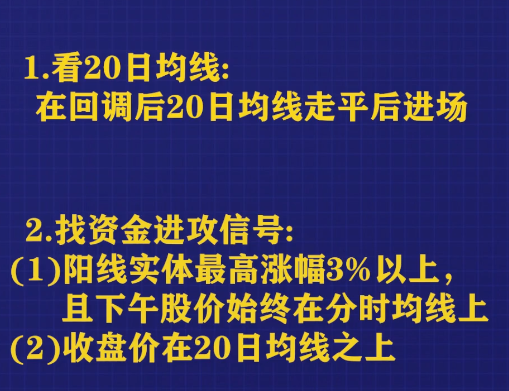 1.看20日均线:
在回调后20日均线走平后进场
2.找资金进攻信号:
(1)阳线实体最高涨幅3%以上,
且下午股价始终在分时均线上
(2)收盘价在20日均线之上